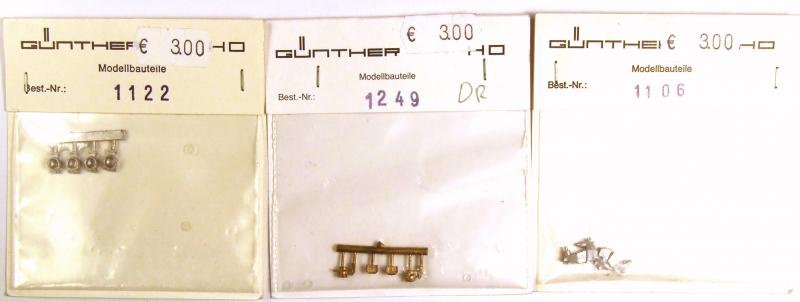 GÜNTHER HO
€ 3.00
Modellbauteile
Best.-Nr.: 1122
GÜNTHER HO
€ 3.00
Modellbauteile
Best.-Nr.: 1249 DR
GÜNTHER HO
€ 3.00
Modellbauteile
Best.-Nr.: 1106